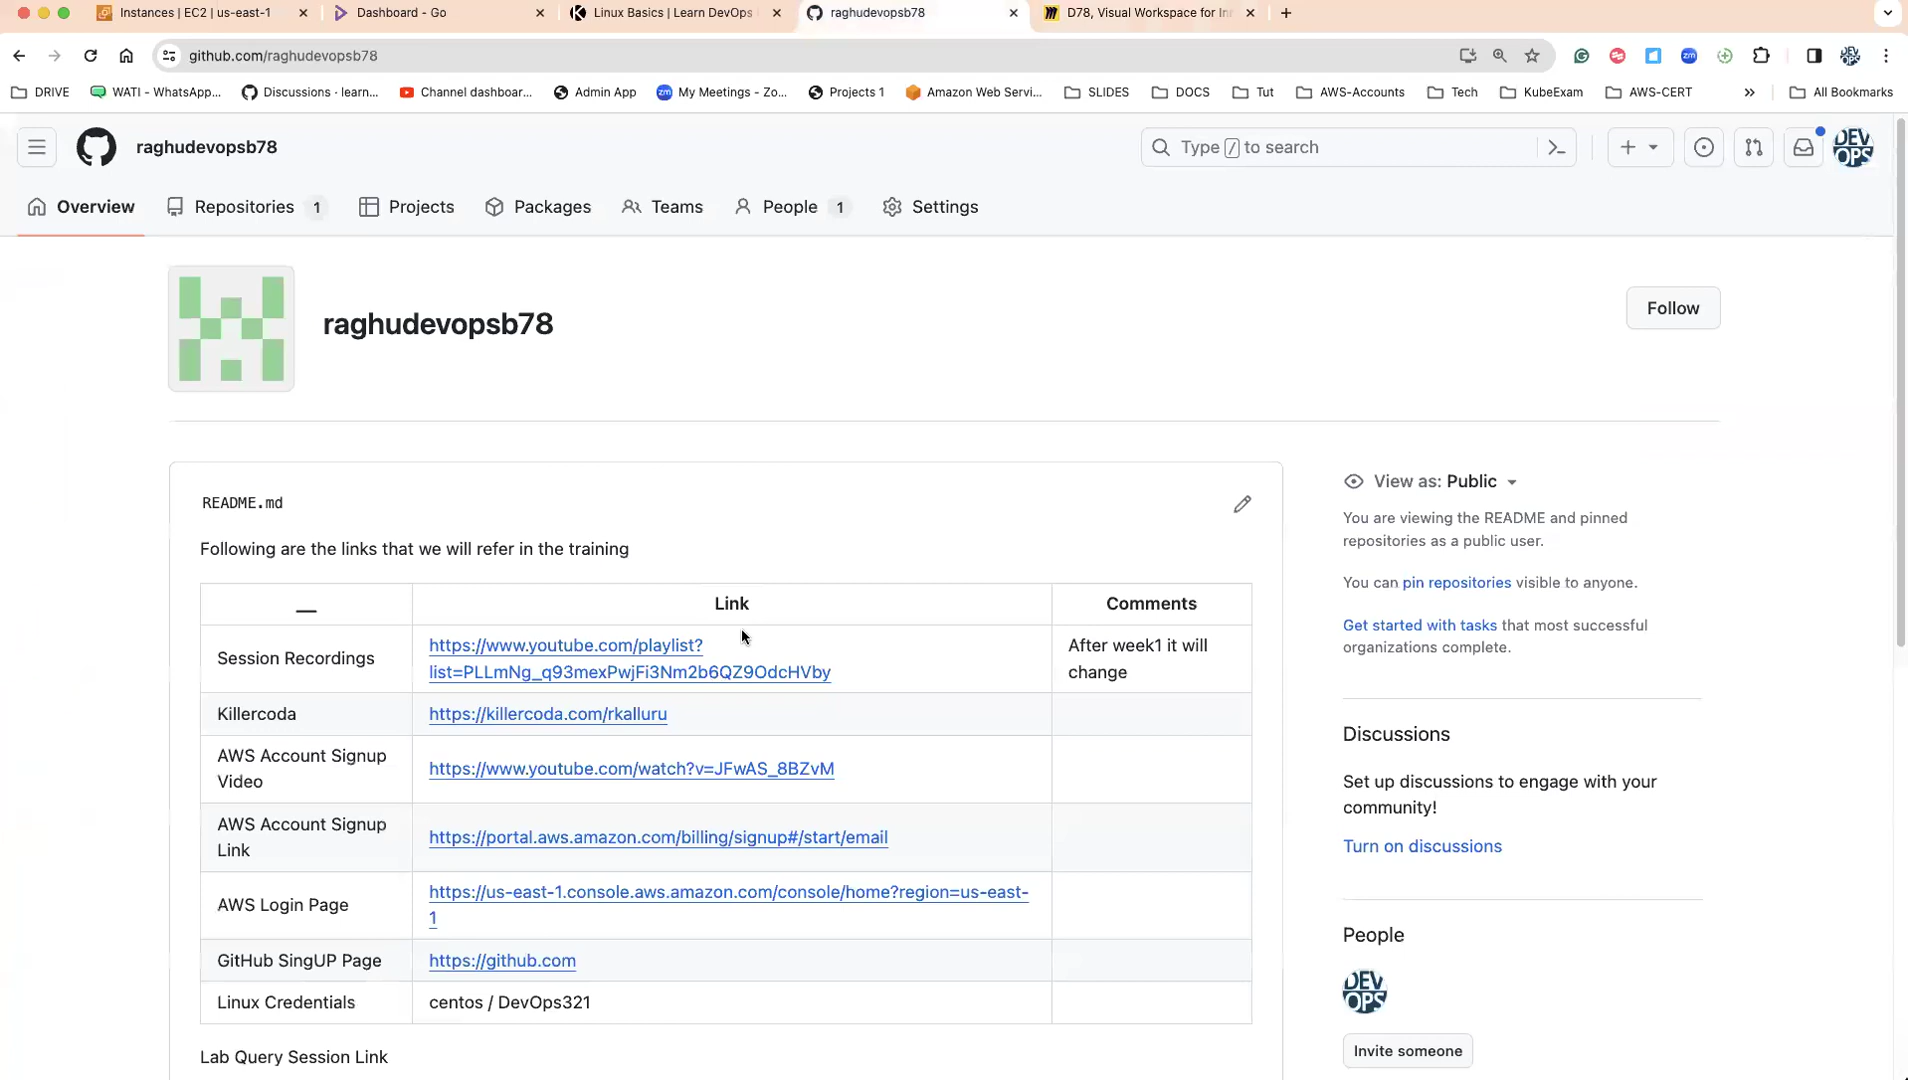 Instances | EC2 | us-east-1
Dashboard - Go
Linux Basics | Learn DevOps
raghudevopsb78
D78, Visual Workspace for Inn
github.com/raghudevopsb78
DRIVE
WATI - WhatsApp...
Discussions · learn...
Channel dashboar...
Admin App
My Meetings - Zo...
Projects 1
Amazon Web Servi...
SLIDES
DOCS
Tut
AWS-Accounts
Tech
KubeExam
AWS-CERT
»
All Bookmarks
raghudevopsb78
Type / to search
Overview
Repositories 1
Projects
Packages
Teams
People 1
Settings
DEV
OPS
raghudevopsb78
Follow
README.md
Following are the links that we will refer in the training
__ Link Comments
Session Recordings
https://www.youtube.com/playlist?
list=PLLmNg_q93mexPwjFi3Nm2b6QZ9OdcHVby
After week1 it will
change
Killercoda
https://killercoda.com/rkalluru
AWS Account Signup
Video
https://www.youtube.com/watch?v=JFwAS_8BZvM
AWS Account Signup
Link
https://portal.aws.amazon.com/billing/signup#/start/email
AWS Login Page
https://us-east-1.console.aws.amazon.com/console/home?region=us-east-
1
GitHub SingUP Page
https://github.com
Linux Credentials
centos / DevOps321
Lab Query Session Link
View as: Public
You are viewing the README and pinned
repositories as a public user.
You can pin repositories visible to anyone.
Get started with tasks that most successful
organizations complete.
Discussions
Set up discussions to engage with your
community!
Turn on discussions
People
DEV
OPS
Invite someone